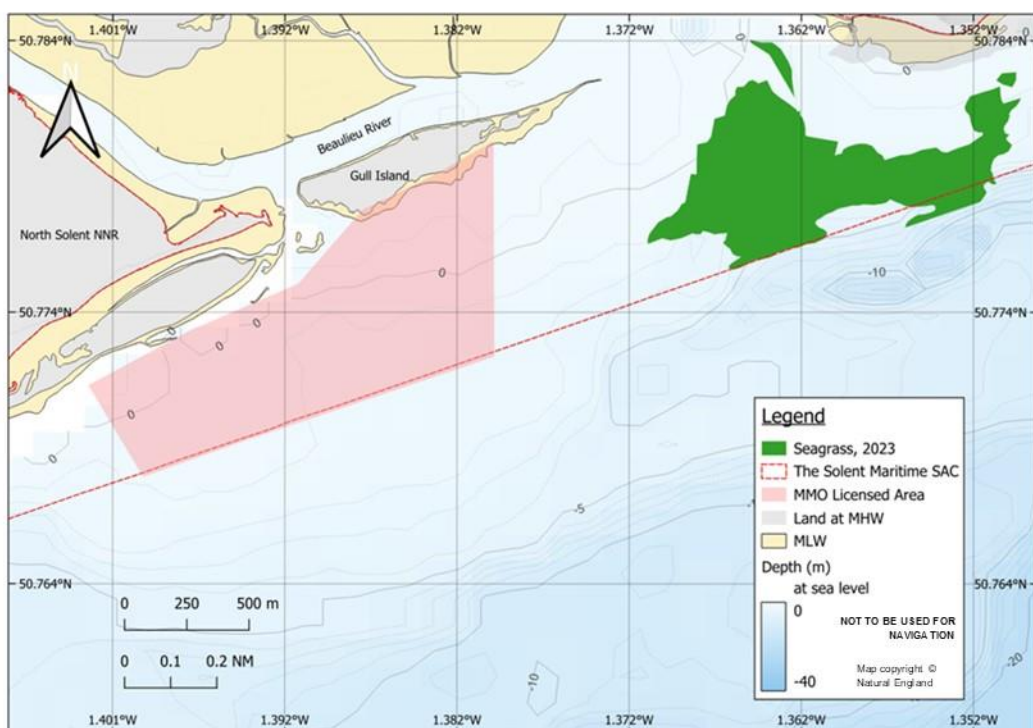 1.401°W 1.392°W 1.382°W 1.372°W 1.362°W 1.352°W
50.784°N 50.784°N
N
0
0
0
Beaulieu River
Gull Island
North Solent NNR
0
-10
50.774°N 50.774°N
0
0
0
0
0
-5
Legend
Seagrass, 2023
The Solent Maritime SAC
MMO Licensed Area
Land at MHW
MLW
Depth (m)
at sea level
0
-40
NOT TO BE USED FOR
NAVIGATION
Map copyright ©
Natural England
50.764°N 50.764°N
0 250 500 m
0 0.1 0.2 NM
-10
-20
1.401°W 1.392°W 1.382°W 1.372°W 1.362°W 1.352°W